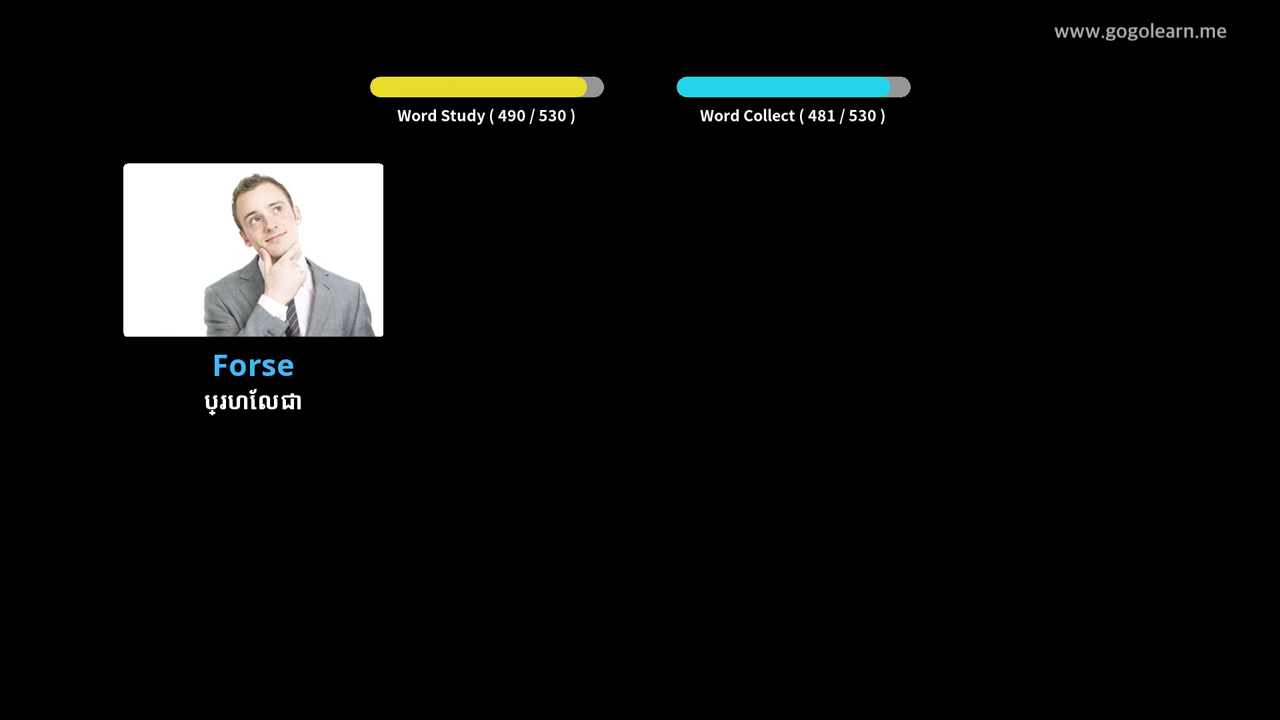 www.gogolearn.me
Word Study ( 490 / 530 )
Word Collect ( 481 / 530 )
Forse
ប្រហលែជា